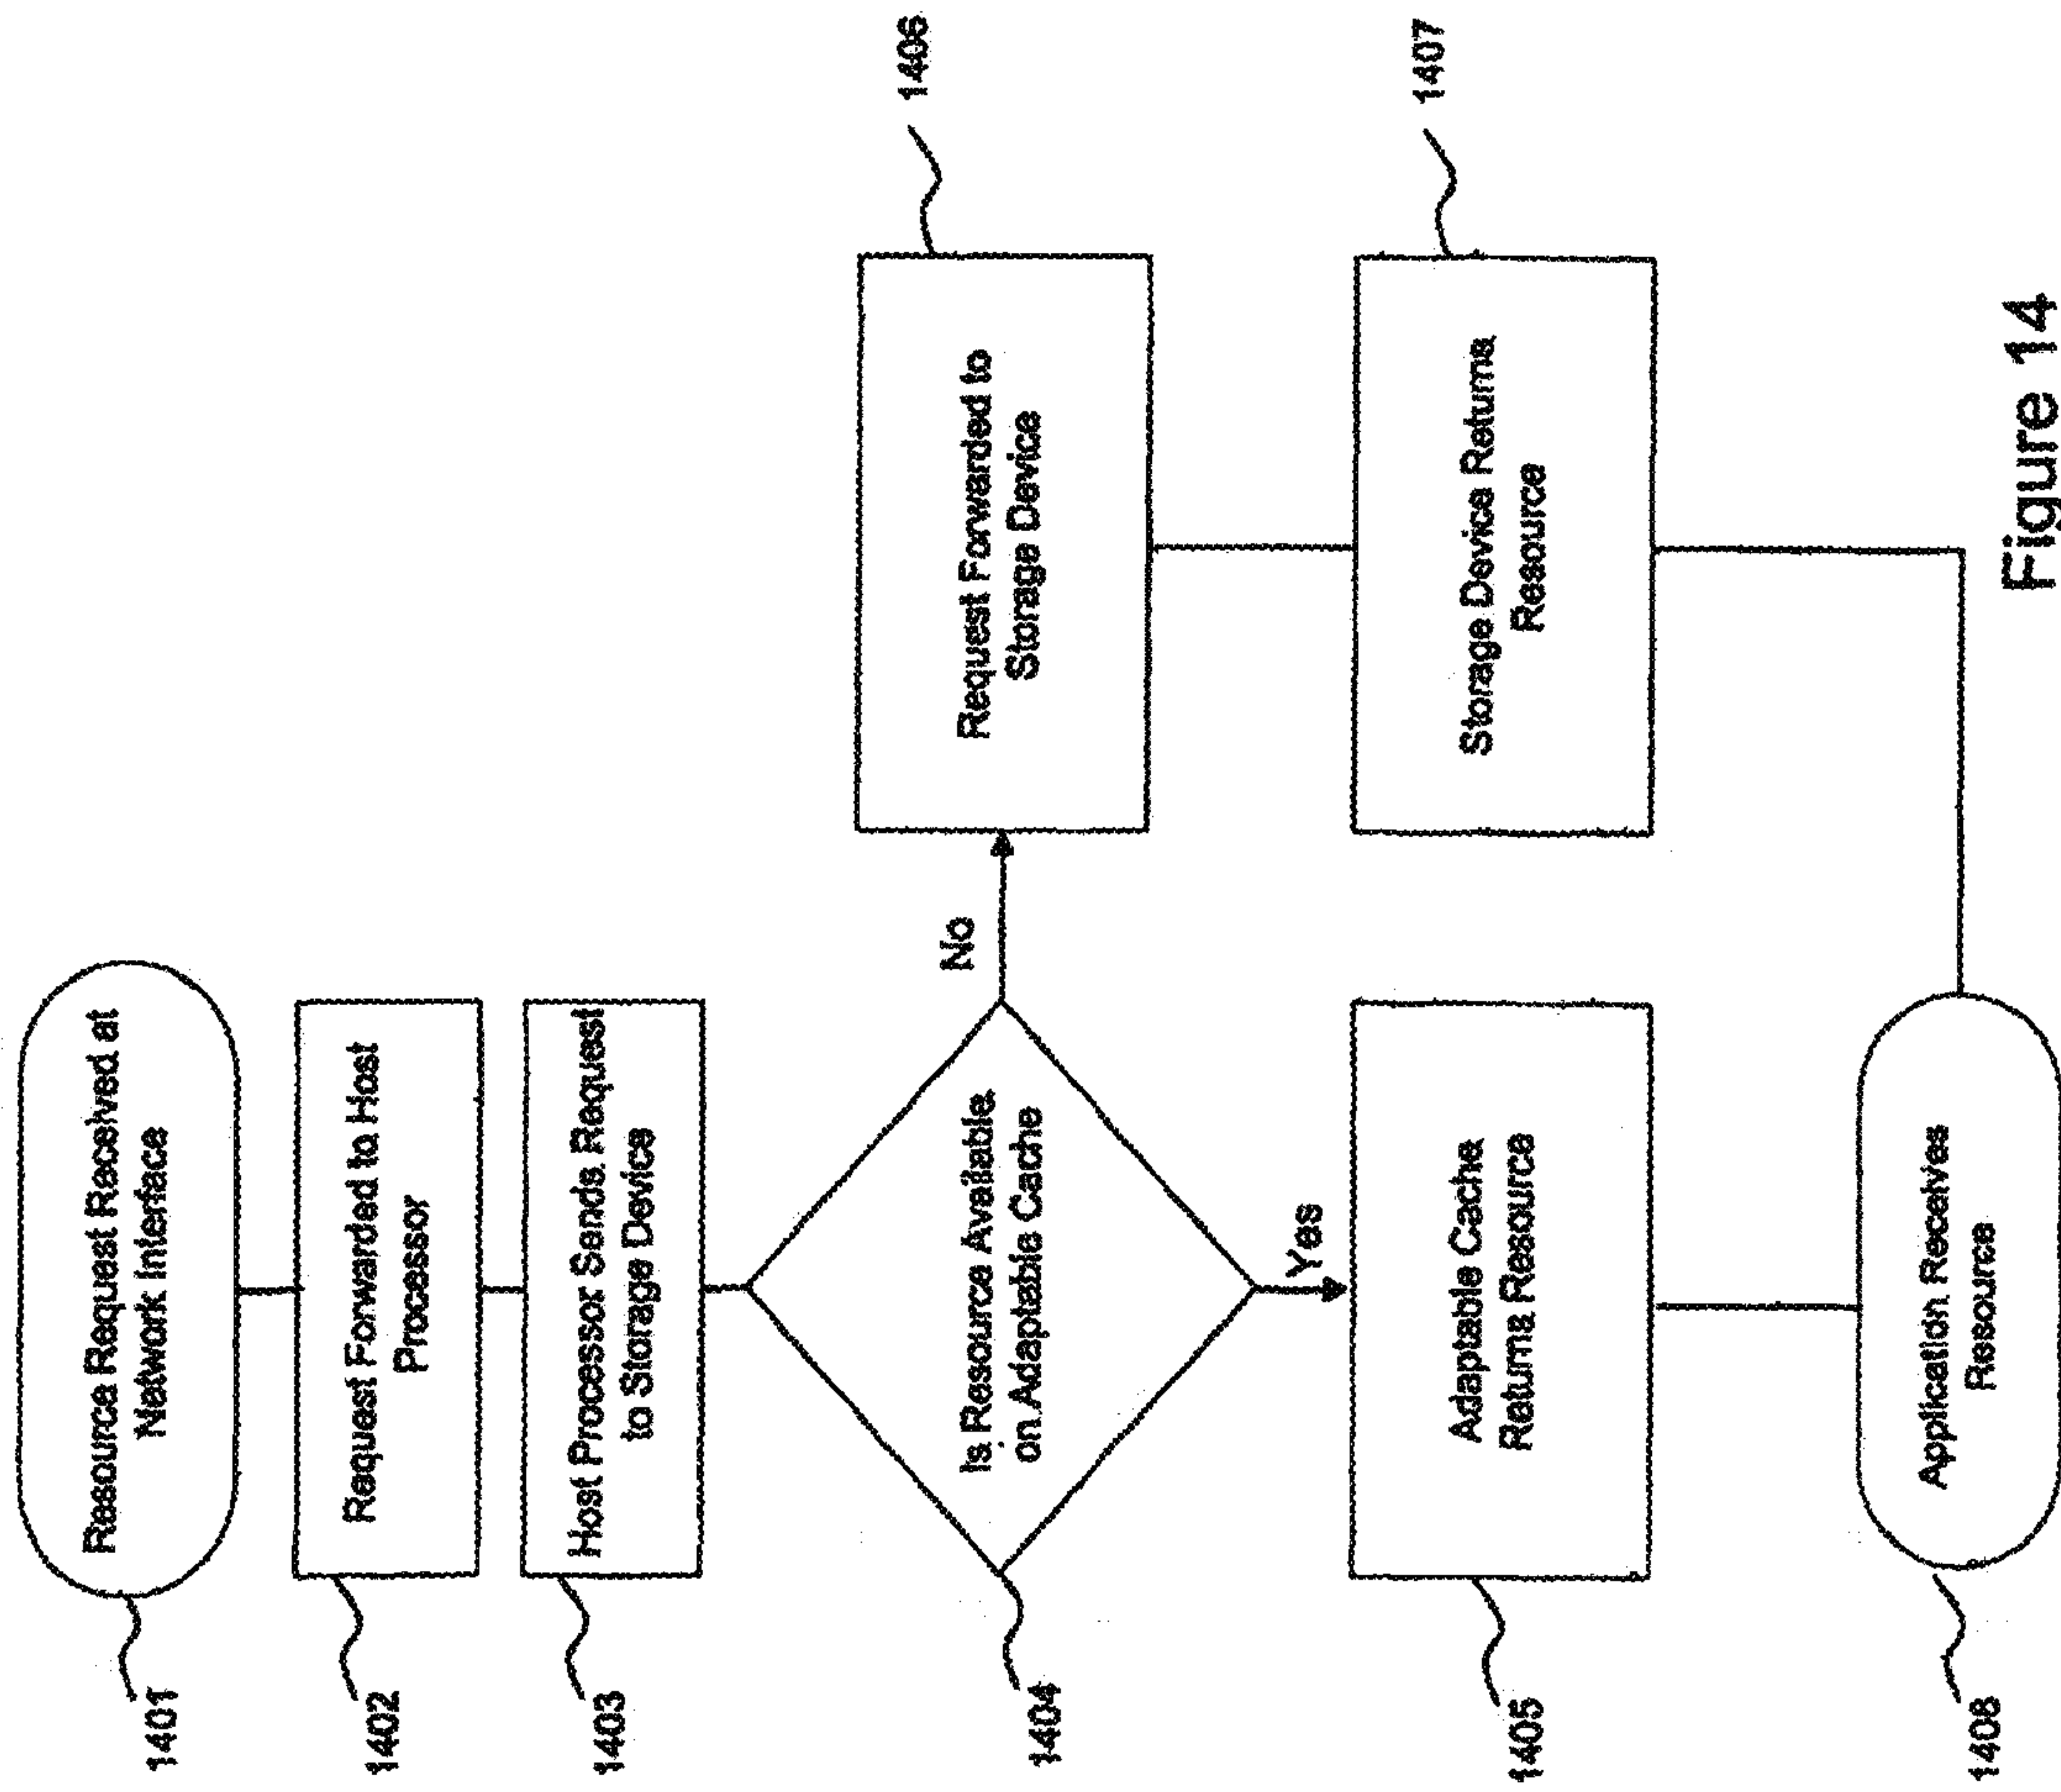 1401
Resource Request Received at
Network Interface
1402
Request Forwarded to Host
Processor
1403
Host Processor Sends Request
to Storage Device
1404
Is Resource Available
on Adaptable Cache
No
Yes
1406
Request Forwarded to
Storage Device
1405
Adaptable Cache
Returns Resource
1407
Storage Device Returns
Resource
1408
Application Receives
Resource
Figure 14